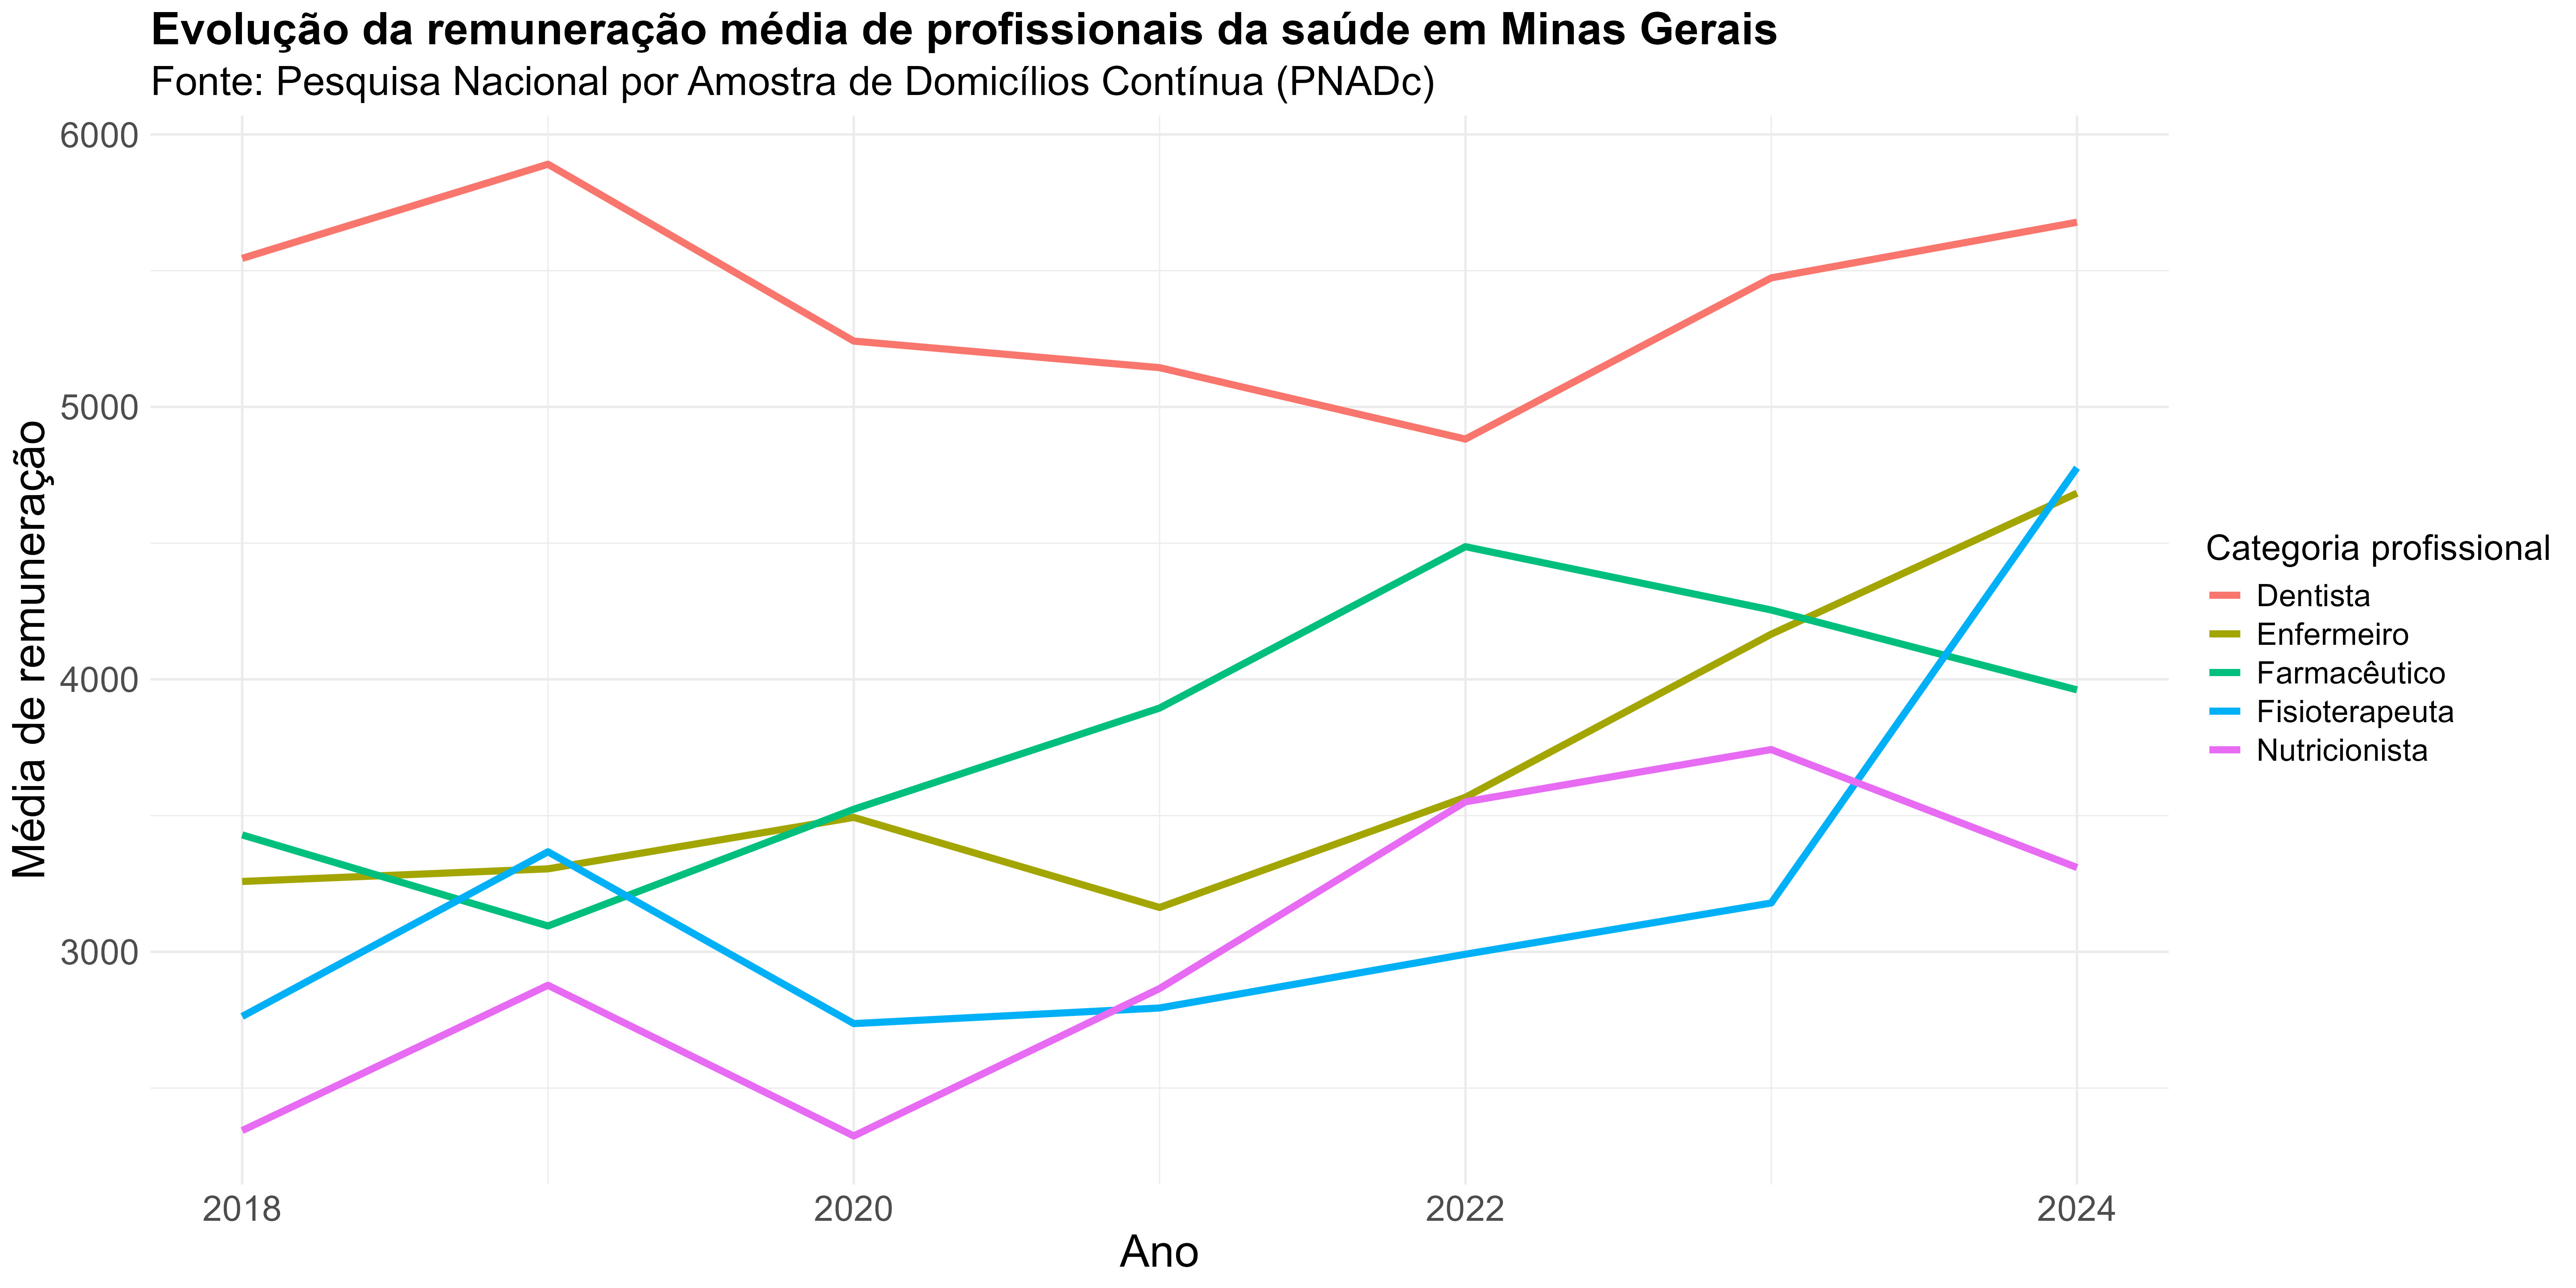 Evolução da remuneração média de profissionais da saúde em Minas Gerais
Fonte: Pesquisa Nacional por Amostra de Domicílios Contínua (PNADc)
6000
5000
4000
3000
Média de remuneração
2018
2020
2022
2024
Ano
Categoria profissional
Dentista
Enfermeiro
Farmacêutico
Fisioterapeuta
Nutricionista